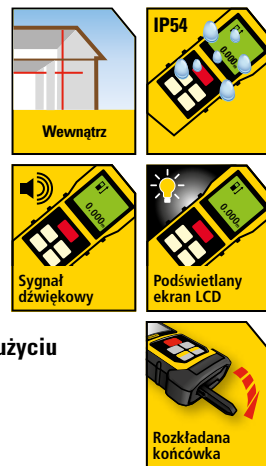 IP54
0.000m
Wewnątrz
0.000m
0.000m
Sygnał
dźwiękowy
Podświetlany
ekran LCD
użyciu
Rozkładana
końcówka